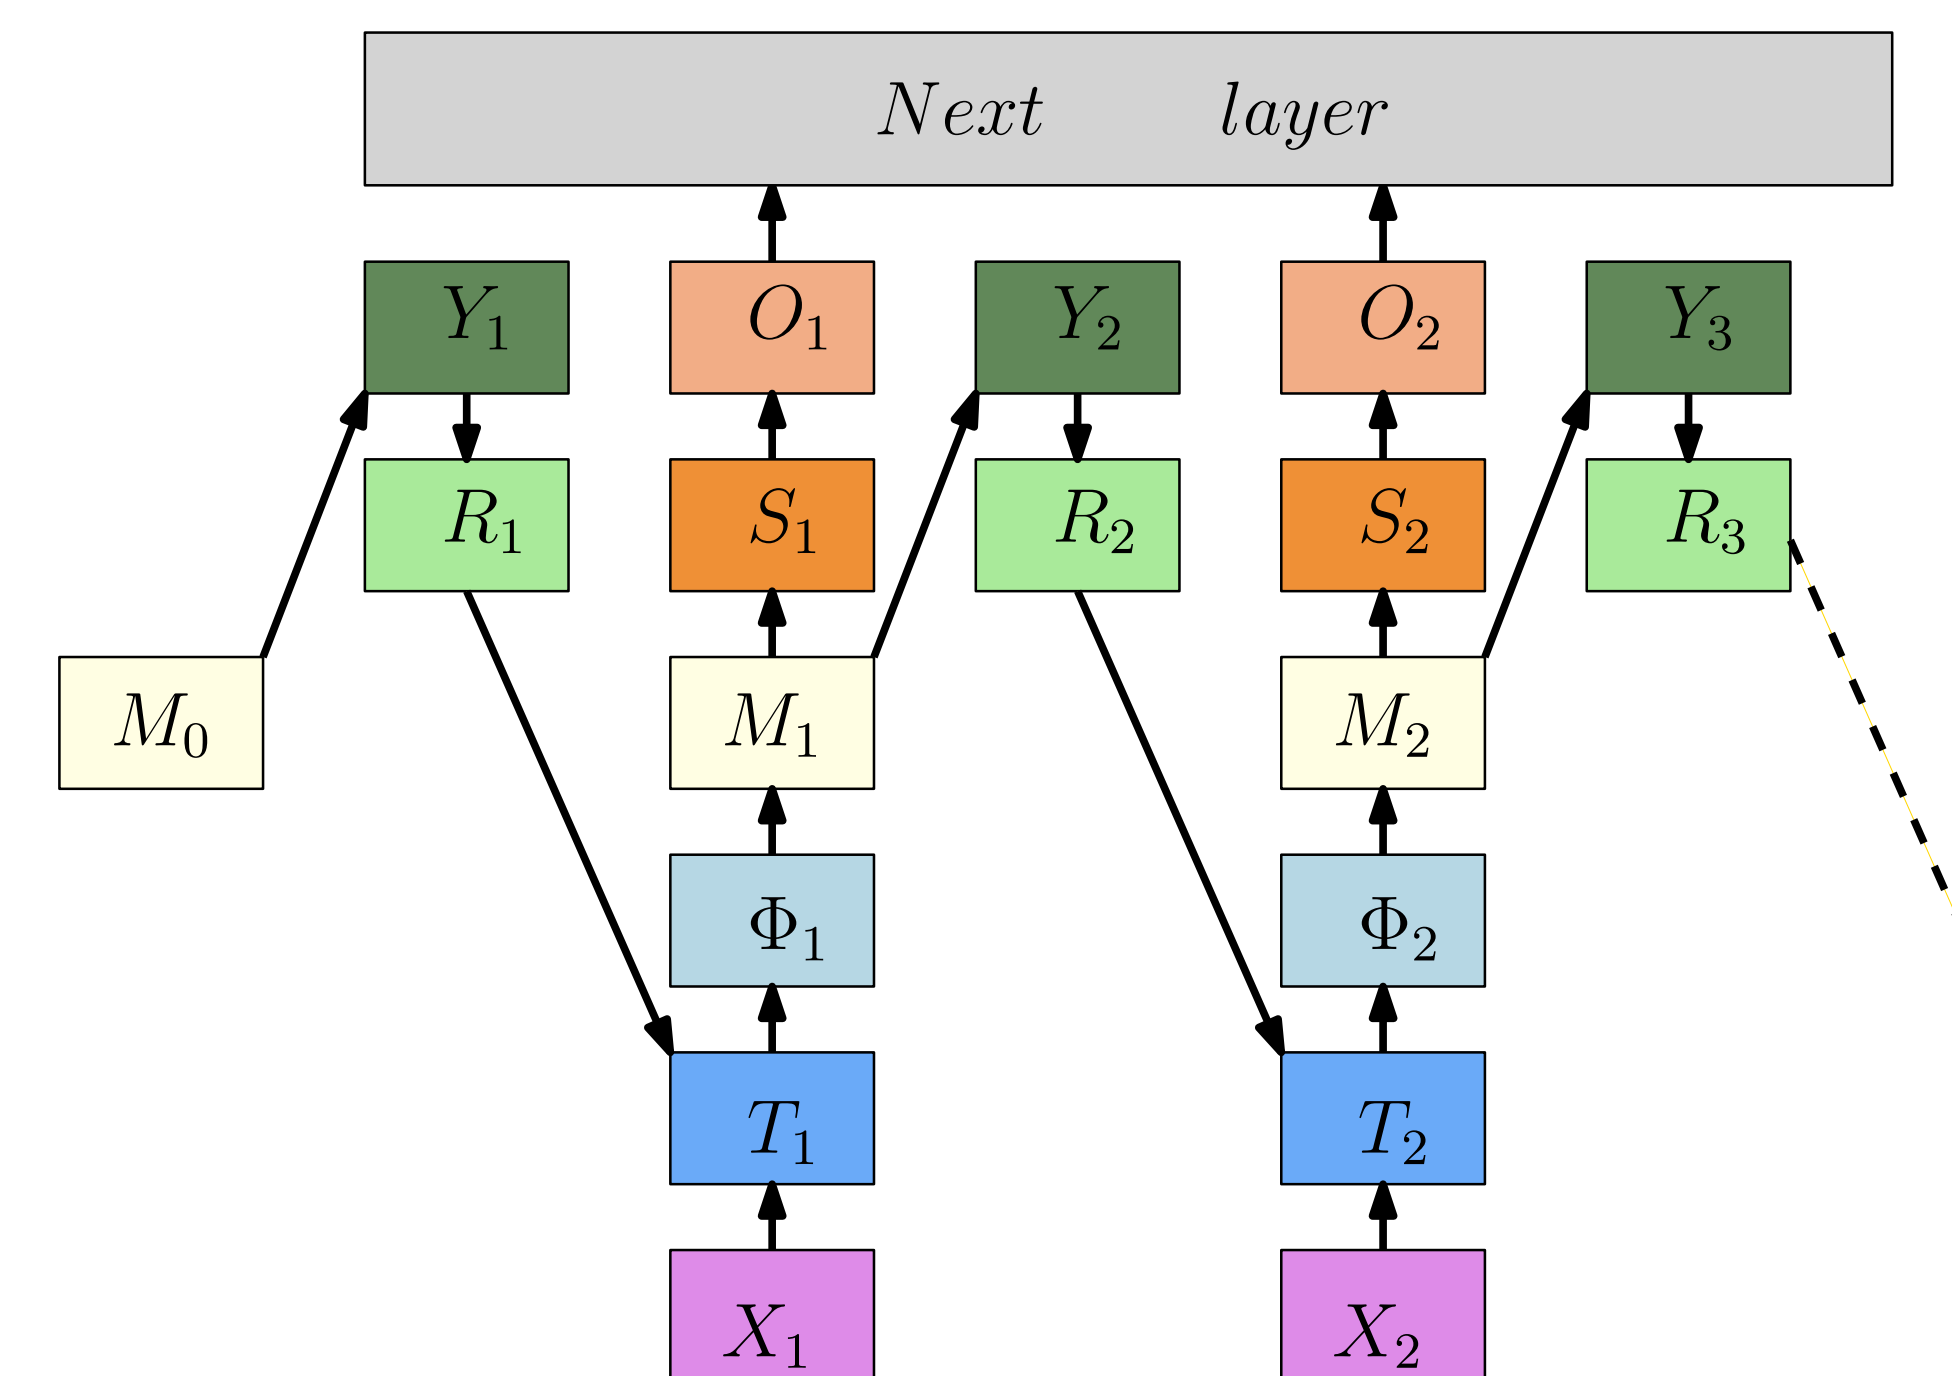 Next layer
Y₁ O₁ Y₂ O₂ Y₃
R₁ S₁ R₂ S₂ R₃
M₀ M₁ M₂
Φ₁ Φ₂
T₁ T₂
X₁ X₂